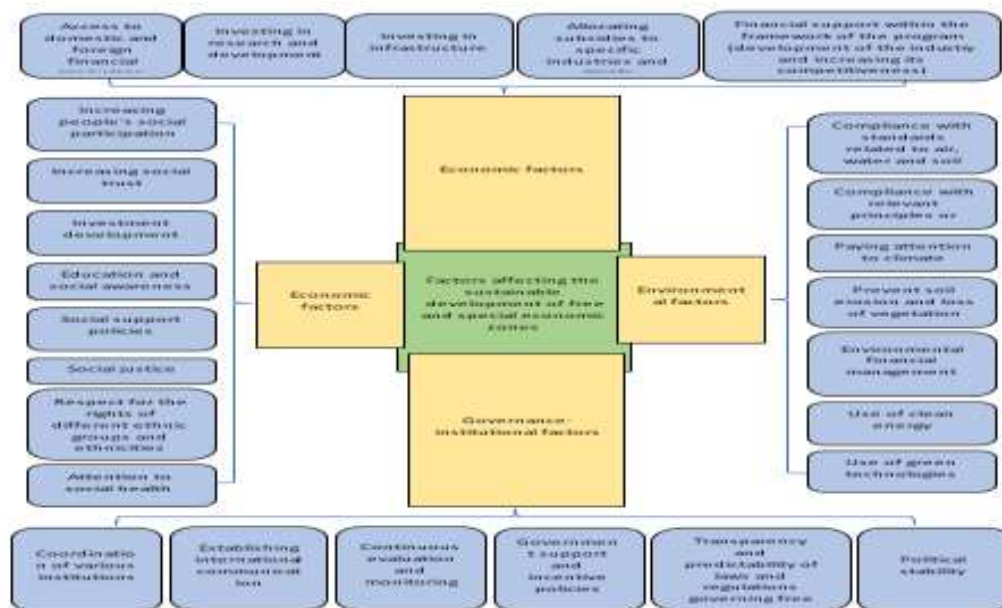 Access to
domestic and
foreign
financial
Investing in
research and
development
Investing in
infrastructure
Allocating
subsidies to
specific
industries and
Financial support within the
framework of the program
(development of the industry
and increasing its
competitiveness)
Increasing
people's social
participation
Increasing social
trust
Investment
development
Education and
social awareness
Social support
policies
Social justice
Respect for the
rights of
different ethnic
groups and
ethnicities
Attention to
social health
Economic factors
Economic
factors
Factors affecting the
sustainable
development of free
and special economic
zones
Environment
al factors
Governance-
institutional factors
Compliance with
standards
related to air,
water and soil
Compliance with
relevant
principles or
Paying attention
to climate
Prevent soil
erosion and loss
of vegetation
Environmental
financial
management
Use of clean
energy
Use of green
technologies
Coordinatio
n of various
institutions
Establishing
international
communicat
ion
Continuous
evaluation
and
monitoring
Governmen
t support
and
incentive
policies
Transparency
and
predictability of
laws and
regulations
governing free
Political
stability